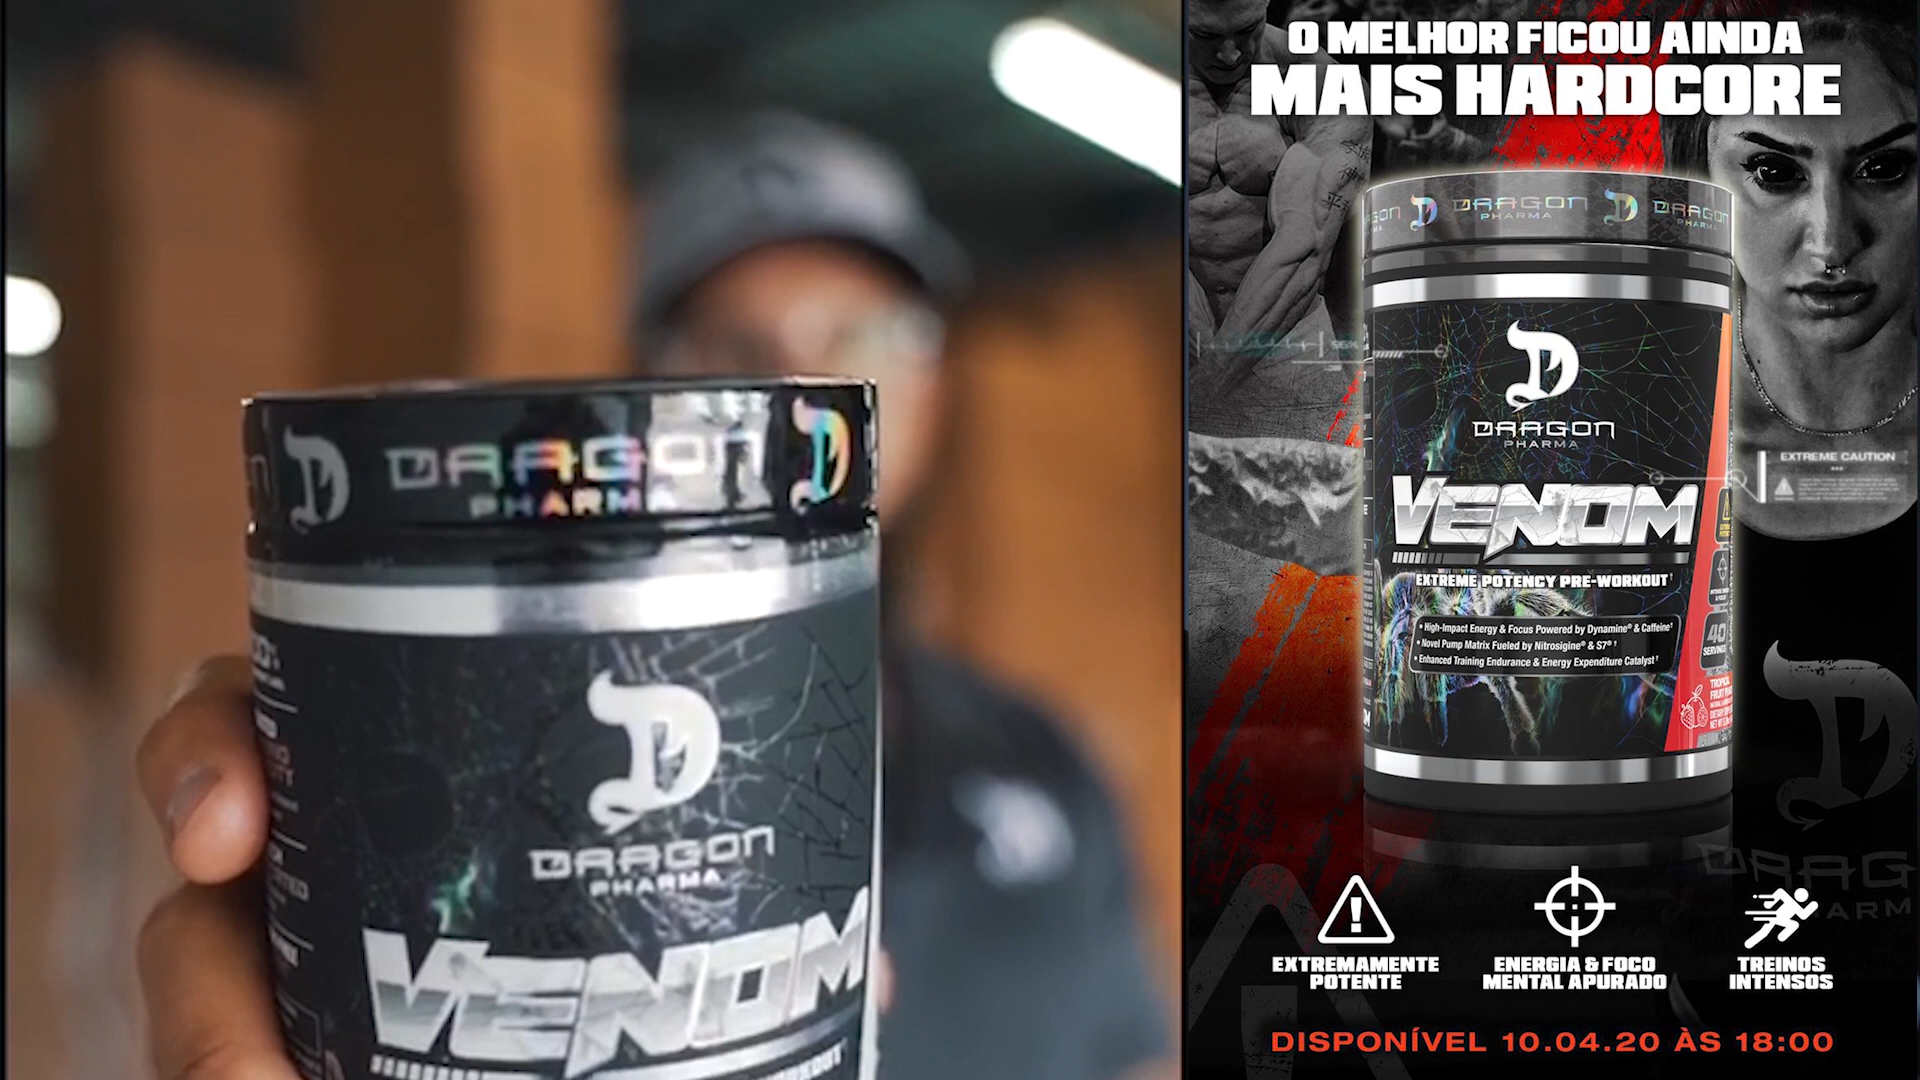 DRAGON
PHARMA
DRAGON
PHARMA
VENOM
O MELHOR FICOU AINDA
MAIS HARDCORE
DRAGON
PHARMA
DRAGON
PHARMA
VENOM
EXTREME POTENCY PRE-WORKOUT†
• High-Impact Energy & Focus Powered by Dynamine® & Caffeine†
• Novel Pump Matrix Fueled by Nitrosigine® & S7® †
• Enhanced Training Endurance & Energy Expenditure Catalyst†
40
SERVINGS
TROPICAL
EXTREME CAUTION
EXTREMAMENTE
POTENTE
ENERGIA & FOCO
MENTAL APURADO
TREINOS
INTENSOS
DISPONÍVEL 10.04.20 ÀS 18:00